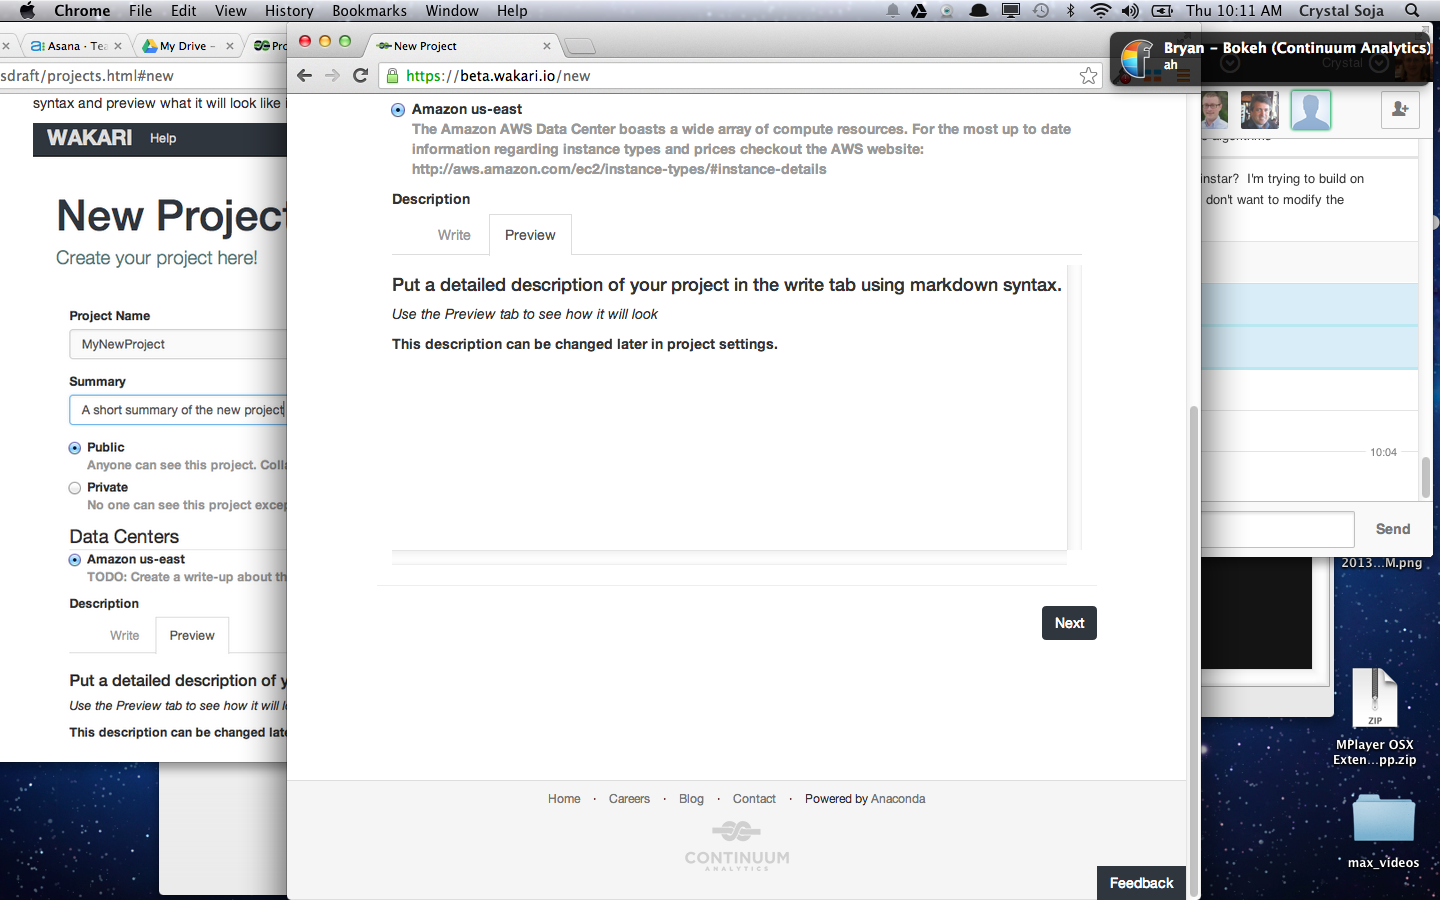 Chrome File Edit View History Bookmarks Window Help Thu 10:11 AM Crystal Soja
Asana · Tea
My Drive –
Pro
sdraft/projects.html#new
syntax and preview what it will look like i
WAKARI Help
New Project
Create your project here!
Project Name
MyNewProject
Summary
A short summary of the new project
Public
Anyone can see this project. Colla
Private
No one can see this project excep
Data Centers
Amazon us-east
TODO: Create a write-up about th
Description
Write Preview
Put a detailed description of y
Use the Preview tab to see how it will l
This description can be changed late
New Project
https://beta.wakari.io/new
Amazon us-east
The Amazon AWS Data Center boasts a wide array of compute resources. For the most up to date
information regarding instance types and prices checkout the AWS website:
http://aws.amazon.com/ec2/instance-types/#instance-details
Description
Write Preview
Put a detailed description of your project in the write tab using markdown syntax.
Use the Preview tab to see how it will look
This description can be changed later in project settings.
Next
Home · Careers · Blog · Contact · Powered by Anaconda
CONTINUUM
ANALYTICS
Feedback
Bryan – Bokeh (Continuum Analytics)
ah
Crystal
instar? I'm trying to build on
don't want to modify the
10:04
Send
2013...M.png
ZIP
MPlayer OSX
Exten...pp.zip
max_videos